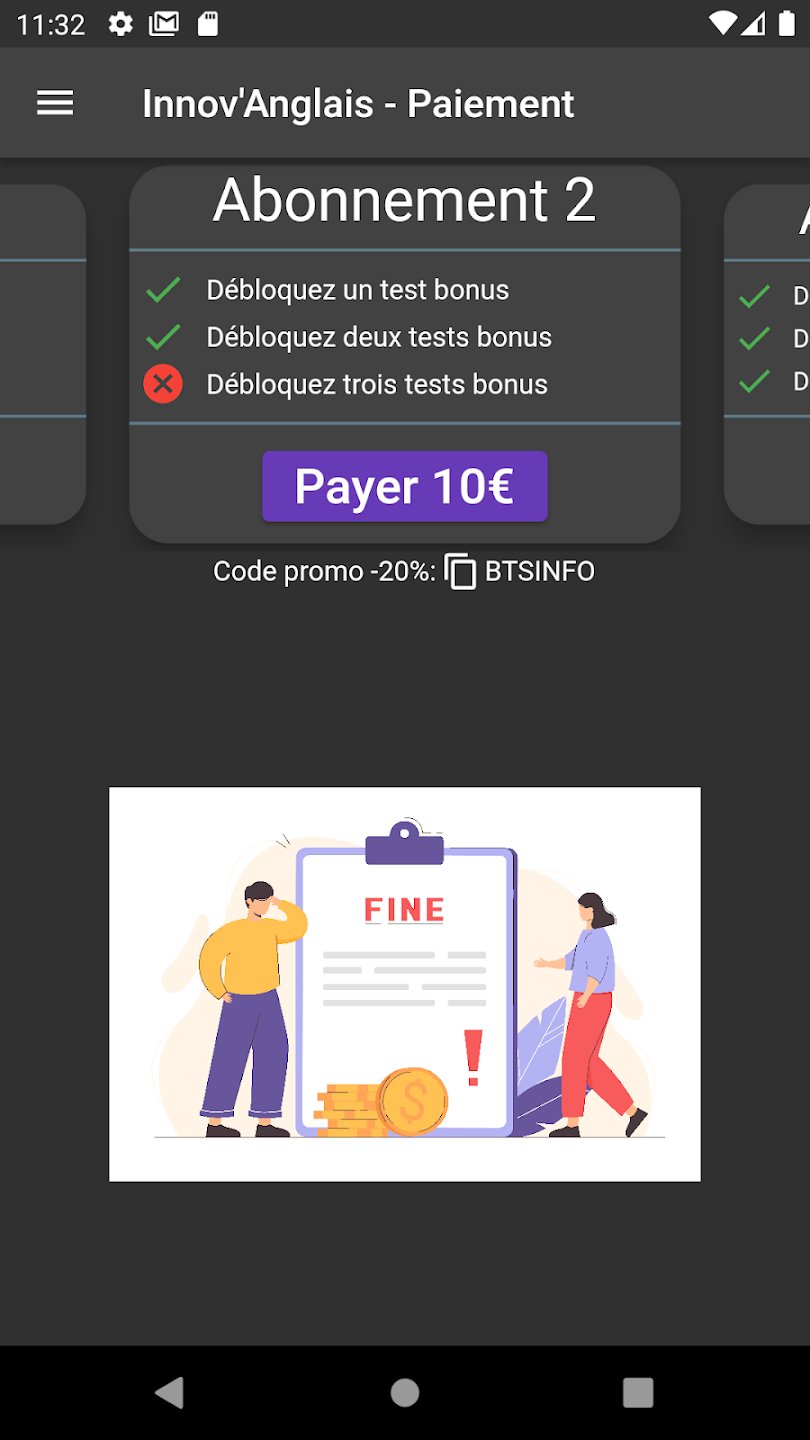 11:32
Innov'Anglais - Paiement
Abonnement 2
Débloquez un test bonus
Débloquez deux tests bonus
Débloquez trois tests bonus
Payer 10€
Code promo -20%: BTSINFO
FINE
!
$